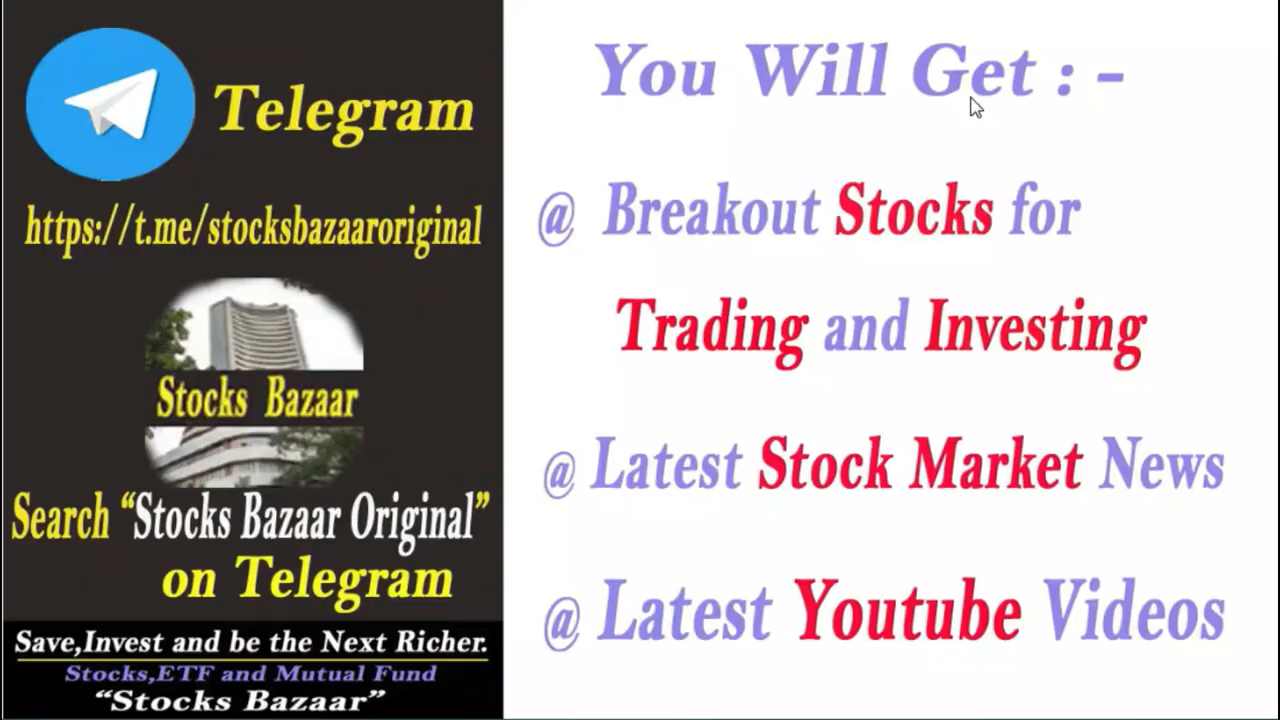 Telegram
https://t.me/stocksbazaaroriginal
Stocks Bazaar
Search “Stocks Bazaar Original”
on Telegram
Save,Invest and be the Next Richer.
Stocks,ETF and Mutual Fund
“Stocks Bazaar”
You Will Get : -
@ Breakout Stocks for
Trading and Investing
@ Latest Stock Market News
@ Latest Youtube Videos